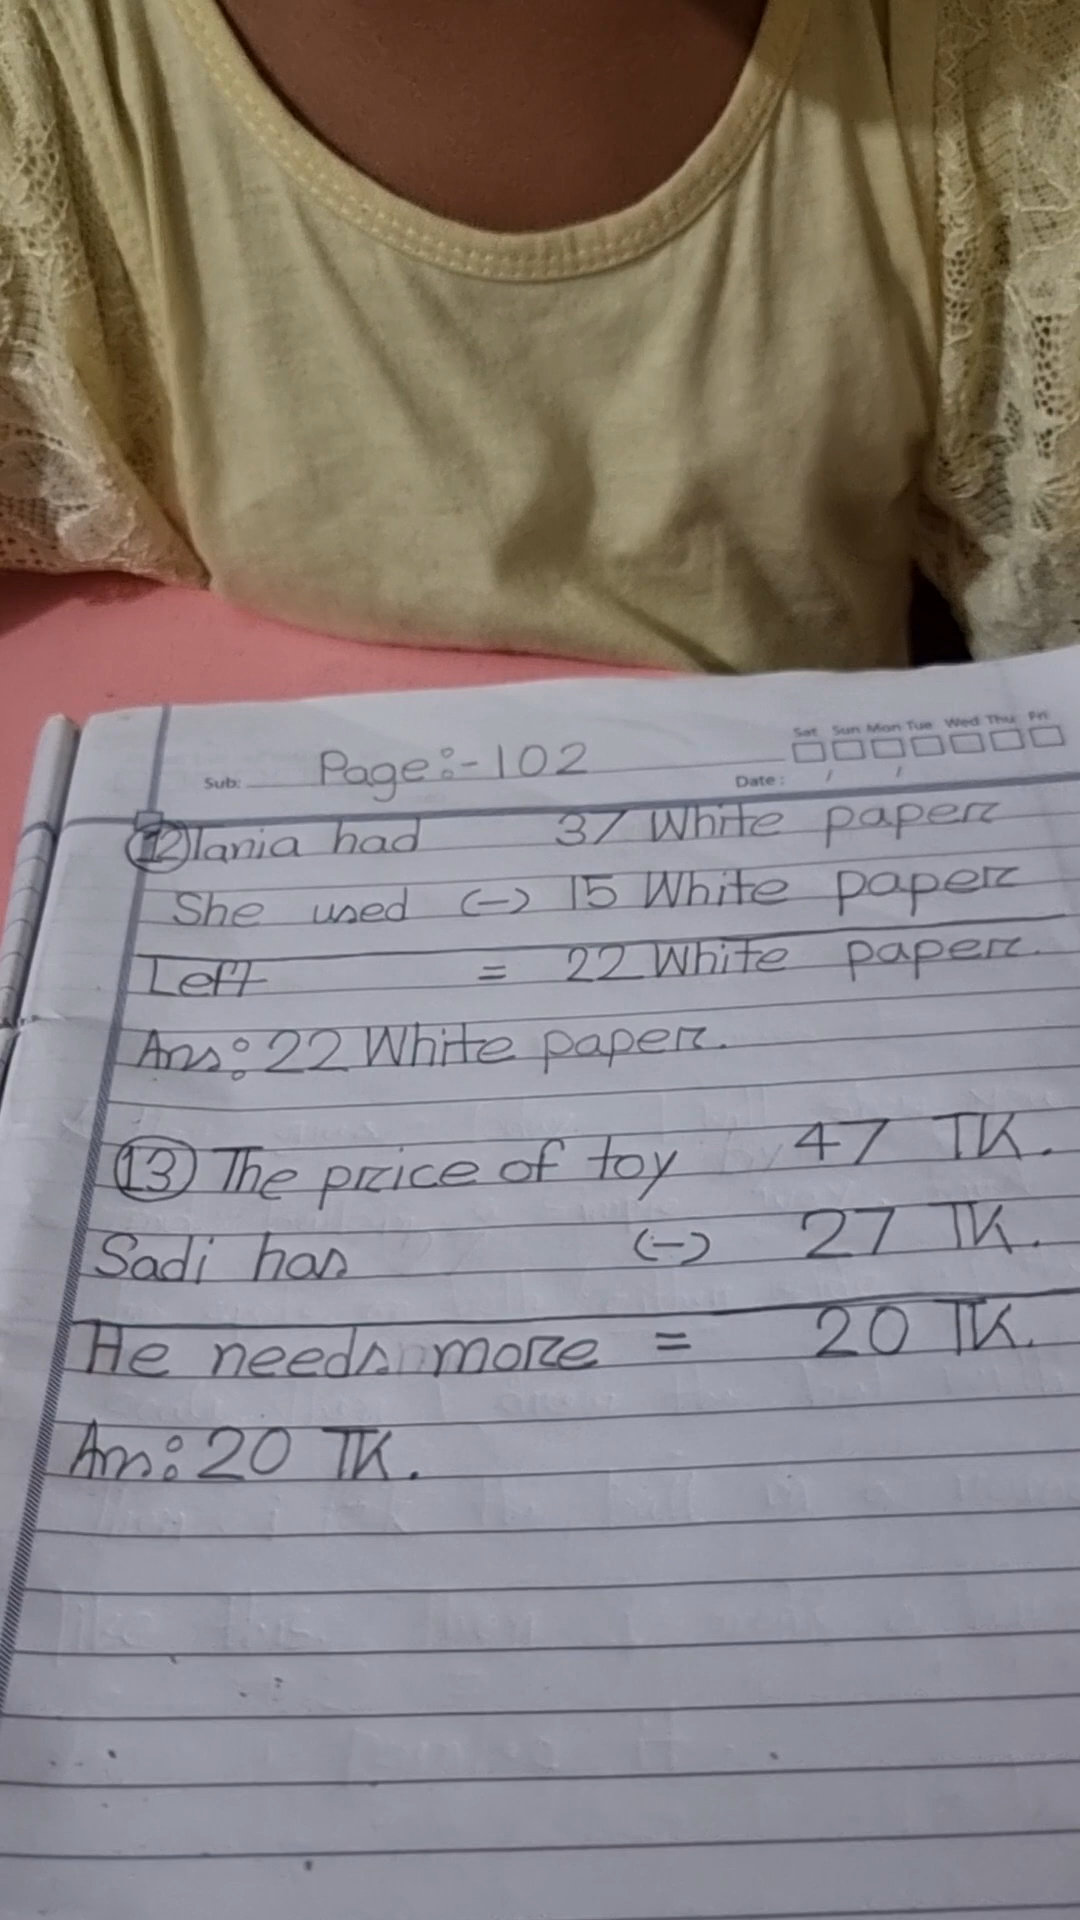 Sat Sun Mon Tue Wed Thu Fri
Sub: Page:-102 Date: / /
12 Tania had 37 White paper
She used (-) 15 White paper
Left = 22 White paper.
Ans: 22 White paper.
13 The price of toy 47 TK.
Sadi has (-) 27 TK.
He needs more = 20 TK.
Ans: 20 TK.